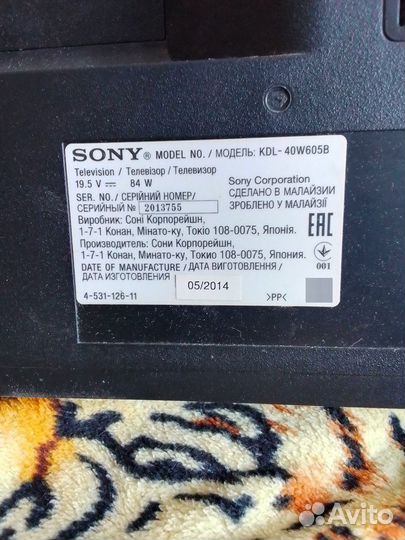 SONY® MODEL NO. / МОДЕЛЬ: KDL-40W605B
Television / Телевізор / Телевизор
19.5 V ⎓ 84 W
SER. NO. / СЕРІЙНИЙ НОМЕР/
СЕРИЙНЫЙ № 2013755
Sony Corporation
СДЕЛАНО В МАЛАЙЗИИ
ЗРОБЛЕНО У МАЛАЙЗІЇ
Виробник: Соні Корпорейшн,
1-7-1 Конан, Мінато-ку, Токіо 108-0075, Японія.
Производитель: Сони Корпорейшн,
1-7-1 Конан, Минато-ку, Токио 108-0075, Япония.
EAC
001
DATE OF MANUFACTURE / ДАТА ВИГОТОВЛЕННЯ /
ДАТА ИЗГОТОВЛЕНИЯ 05/2014
4-531-126-11 >PP<
Avito